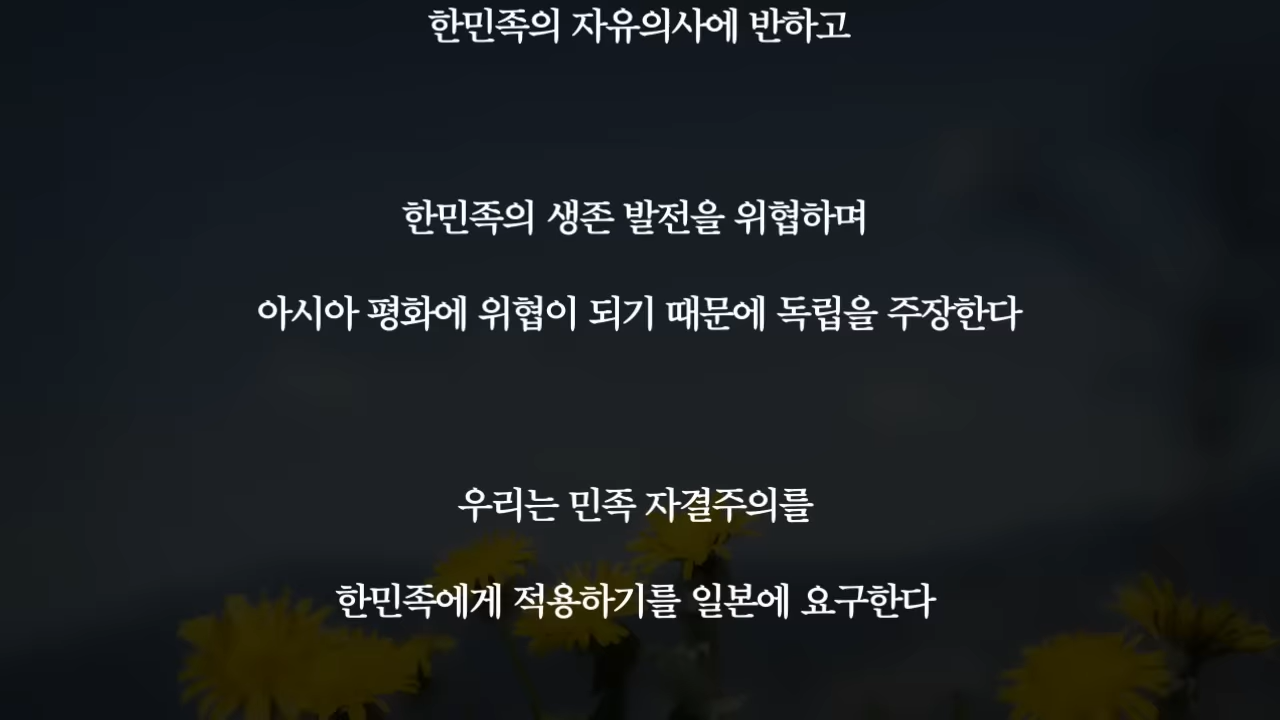 한민족의 자유의사에 반하고
한민족의 생존 발전을 위협하며
아시아 평화에 위협이 되기 때문에 독립을 주장한다
우리는 민족 자결주의를
한민족에게 적용하기를 일본에 요구한다